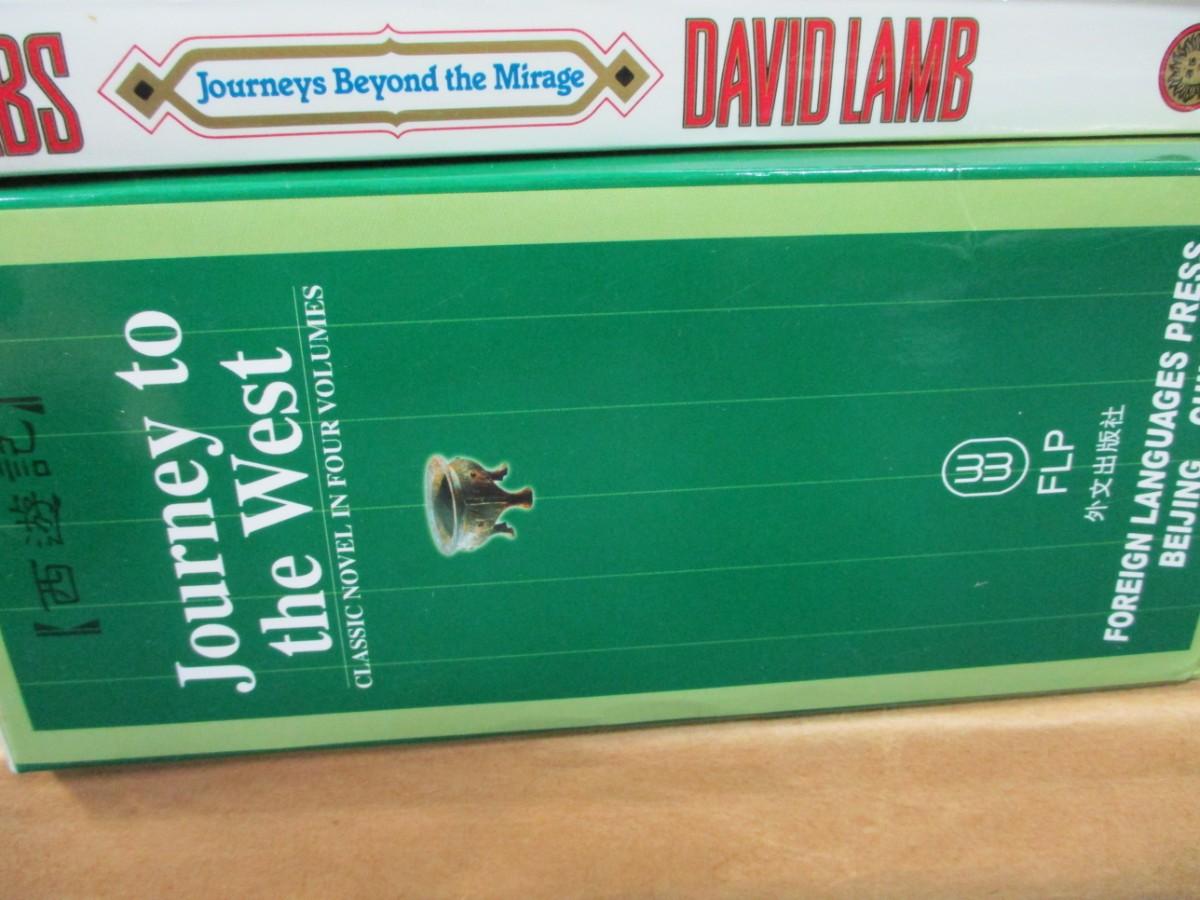 BS
Journeys Beyond the Mirage
DAVID LAMB
【西遊記】
Journey to
the West
CLASSIC NOVEL IN FOUR VOLUMES
FLP
外文出版社
FOREIGN LANGUAGES PRESS
BEIJING